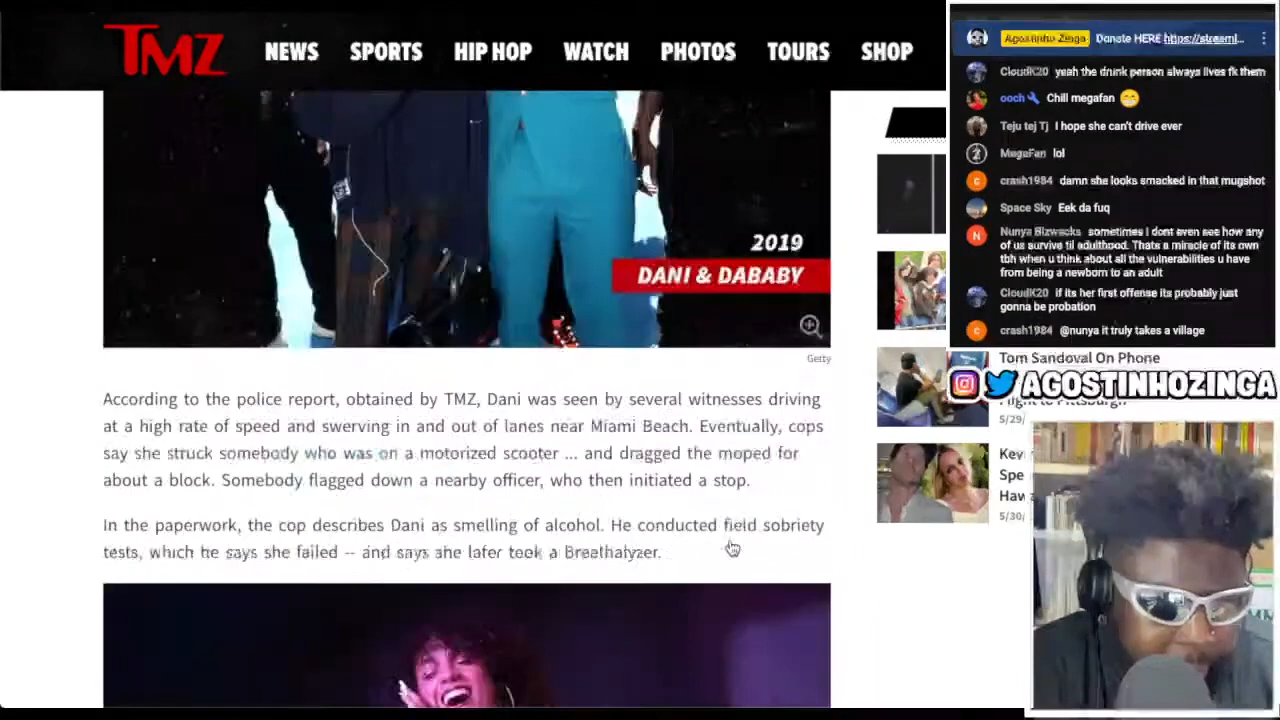 TMZ
NEWS SPORTS HIP HOP WATCH PHOTOS TOURS SHOP
2019
DANI & DABABY
Getty
According to the police report, obtained by TMZ, Dani was seen by several witnesses driving
at a high rate of speed and swerving in and out of lanes near Miami Beach. Eventually, cops
say she struck somebody who was on a motorized scooter ... and dragged the moped for
about a block. Somebody flagged down a nearby officer, who then initiated a stop.
In the paperwork, the cop describes Dani as smelling of alcohol. He conducted field sobriety
tests, which he says she failed -- and says she later took a Breathalyzer.
Agostinho Zinga Donate HERE https://streaml...
CloudK20 yeah the drunk person always lives fk them
ooch Chill megafan
Teju tej Tj I hope she can't drive ever
MegaFan lol
crash1984 damn she looks smacked in that mugshot
Space Sky Eek da fuq
Nunya Bizwacks sometimes I dont even see how any
of us survive til adulthood. Thats a miracle of its own
tbh when u think about all the vulnerabilities u have
from being a newborn to an adult
CloudK20 if its her first offense its probably just
gonna be probation
crash1984 @nunya it truly takes a village
Tom Sandoval On Phone
AGOSTINHOZINGA
Flight to Pittsburgh
5/29/
Kev
Spe
Haw
5/30/